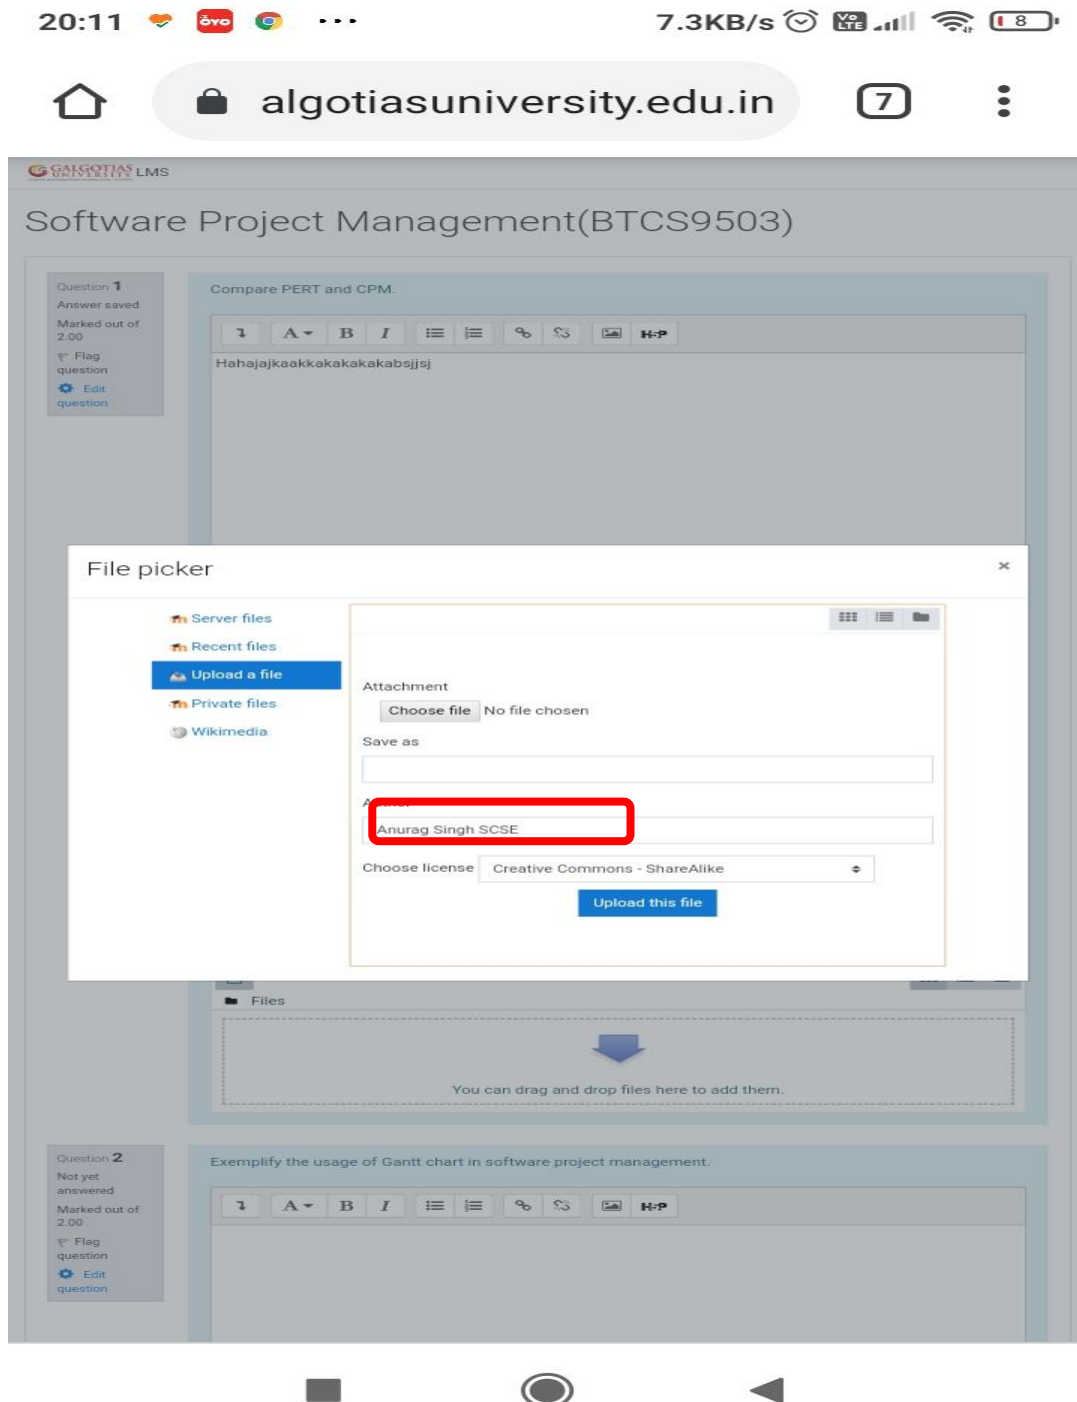 20:11
övo
7.3KB/s
Vo LTE
8
algotiasuniversity.edu.in
7
GALGOTIAS UNIVERSITY LMS
Software Project Management(BTCS9503)
Question 1
Answer saved
Marked out of
2.00
Flag
question
Edit
question
Compare PERT and CPM.
A B I H-P
Hahajajkaakkakakakakabsjjsj
File picker
×
Server files
Recent files
Upload a file
Private files
Wikimedia
Attachment
Choose file No file chosen
Save as
Anurag Singh SCSE
Choose license Creative Commons - ShareAlike
Upload this file
Files
You can drag and drop files here to add them.
Question 2
Not yet
answered
Marked out of
2.00
Flag
question
Edit
question
Exemplify the usage of Gantt chart in software project management.
A B I H-P